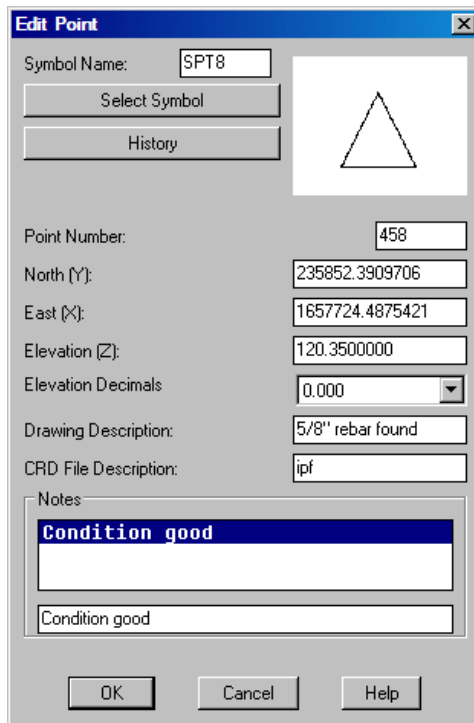 Edit Point
Symbol Name: SPT8
Select Symbol
History
Point Number: 458
North (Y): 235852.3909706
East (X): 1657724.4875421
Elevation (Z): 120.3500000
Elevation Decimals 0.000
Drawing Description: 5/8" rebar found
CRD File Description: ipf
Notes
Condition good
Condition good
OK Cancel Help